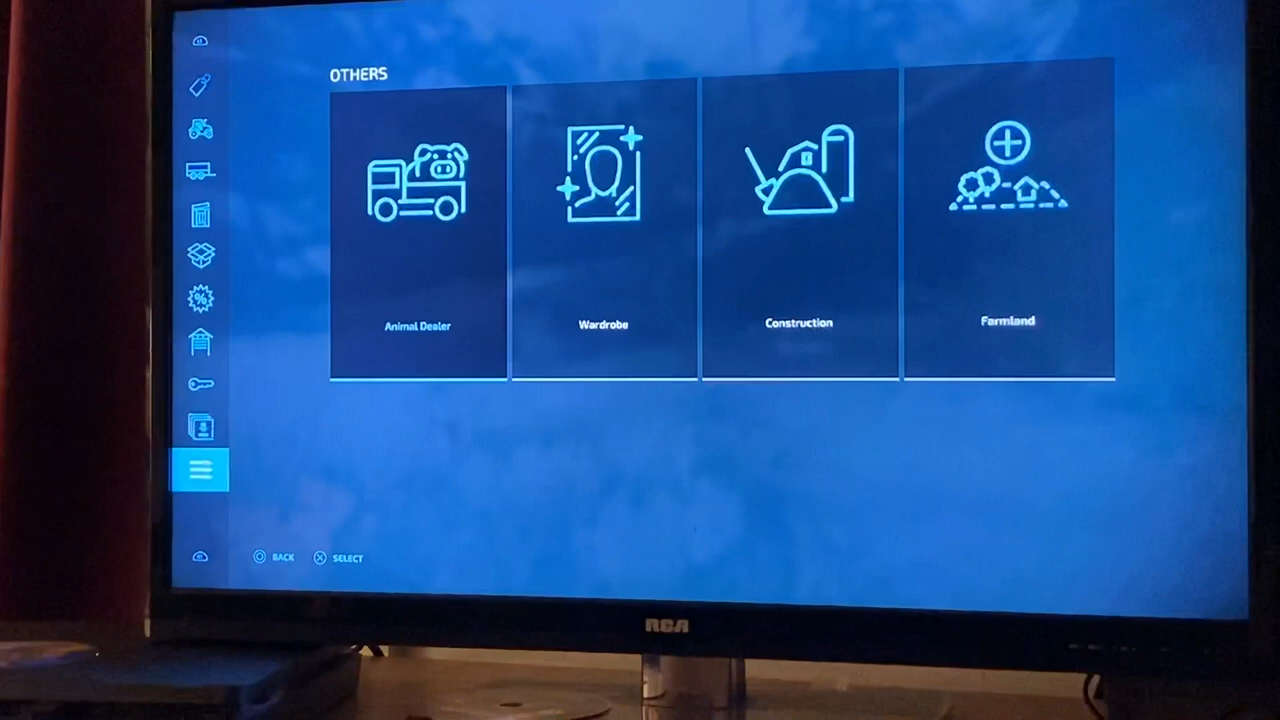 OTHERS
Animal Dealer
Wardrobe
Construction
Farmland
BACK
SELECT
RCA